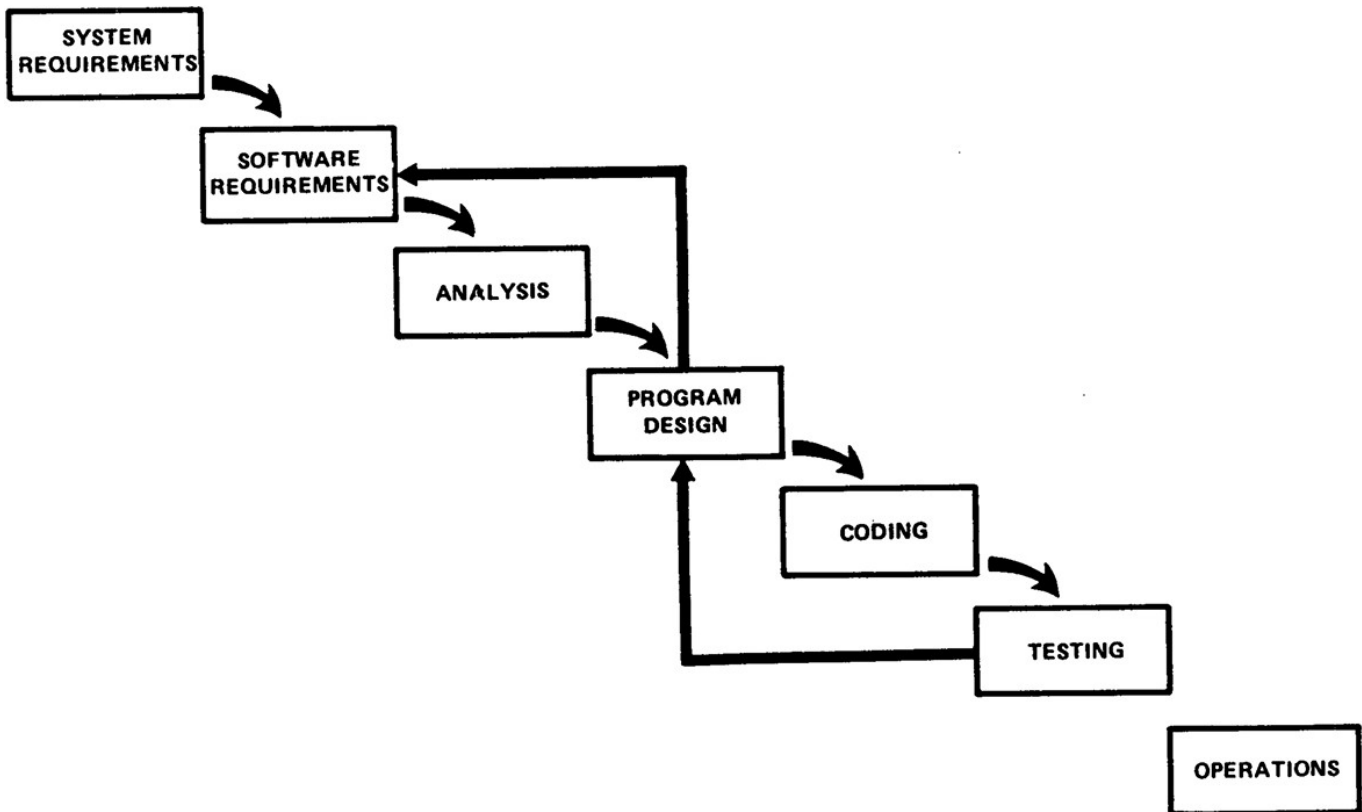 SYSTEM
REQUIREMENTS
SOFTWARE
REQUIREMENTS
ANALYSIS
PROGRAM
DESIGN
CODING
TESTING
OPERATIONS